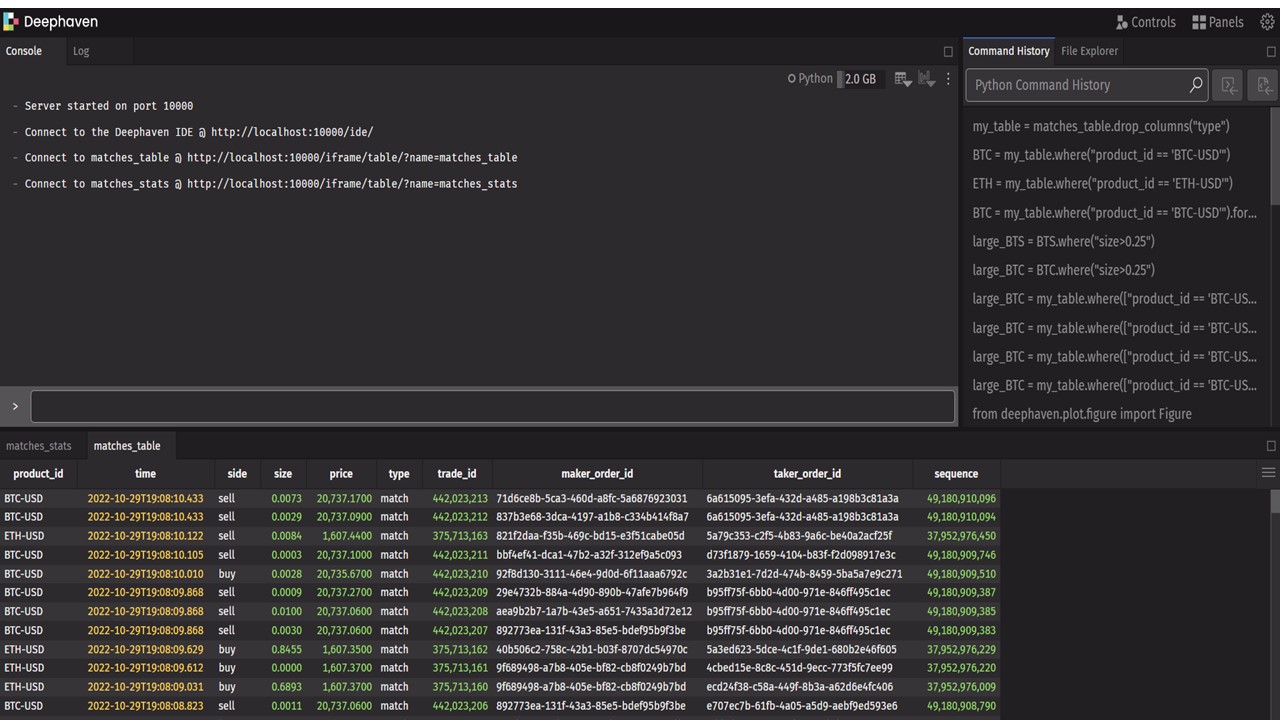 Deephaven
Controls Panels
Console Log
Command History File Explorer
Python 2.0 GB
Python Command History
- Server started on port 10000
- Connect to the Deephaven IDE @ http://localhost:10000/ide/
- Connect to matches_table @ http://localhost:10000/iframe/table/?name=matches_table
- Connect to matches_stats @ http://localhost:10000/iframe/table/?name=matches_stats
my_table = matches_table.drop_columns("type")
BTC = my_table.where("product_id == 'BTC-USD'")
ETH = my_table.where("product_id == 'ETH-USD'")
BTC = my_table.where("product_id == 'BTC-USD'").for...
large_BTS = BTS.where("size>0.25")
large_BTC = BTC.where("size>0.25")
large_BTC = my_table.where(["product_id == 'BTC-US...
large_BTC = my_table.where(["product_id == 'BTC-US...
large_BTC = my_table.where(["product_id == 'BTC-US...
large_BTC = my_table.where(["product_id == 'BTC-US...
from deephaven.plot.figure import Figure
>
matches_stats matches_table
product_id time side size price type trade_id maker_order_id taker_order_id sequence
BTC-USD 2022-10-29T19:08:10.433 sell 0.0073 20,737.1700 match 442,023,213 71d6ce8b-5ca3-460d-a8fc-5a6876923031 6a615095-3efa-432d-a485-a198b3c81a3a 49,180,910,096
BTC-USD 2022-10-29T19:08:10.433 sell 0.0029 20,737.0900 match 442,023,212 837b3e68-3dca-4197-a1b8-c334b414f8a7 6a615095-3efa-432d-a485-a198b3c81a3a 49,180,910,094
ETH-USD 2022-10-29T19:08:10.122 sell 0.0084 1,607.4400 match 375,713,163 821f2daa-f35b-469c-bd15-e3f51cabe05d 5a79c353-c2f5-4b83-9a6c-be40a2acf25f 37,952,976,450
BTC-USD 2022-10-29T19:08:10.105 sell 0.0003 20,737.1000 match 442,023,211 bbf4ef41-dca1-47b2-a32f-312ef9a5c093 d73f1879-1659-4104-b83f-f2d098917e3c 49,180,909,746
BTC-USD 2022-10-29T19:08:10.010 buy 0.0028 20,735.6700 match 442,023,210 92f8d130-3111-46e4-9d0d-6f11aaa6792c 3a2b31e1-7d2d-474b-8459-5ba5a7e9c271 49,180,909,510
BTC-USD 2022-10-29T19:08:09.868 sell 0.0009 20,737.2700 match 442,023,209 29e4732b-884a-4d90-890b-47afe7b964f9 b95ff75f-6bb0-4d00-971e-846ff495c1ec 49,180,909,387
BTC-USD 2022-10-29T19:08:09.868 sell 0.0100 20,737.0600 match 442,023,208 aea9b2b7-1a7b-43e5-a651-7435a3d72e12 b95ff75f-6bb0-4d00-971e-846ff495c1ec 49,180,909,385
BTC-USD 2022-10-29T19:08:09.868 sell 0.0030 20,737.0600 match 442,023,207 892773ea-131f-43a3-85e5-bdef95b9f3be b95ff75f-6bb0-4d00-971e-846ff495c1ec 49,180,909,383
ETH-USD 2022-10-29T19:08:09.629 buy 0.8455 1,607.3500 match 375,713,162 40b506c2-758c-42b1-b03f-8707dc54970c 5a3ed623-5dce-4c1f-9de1-680b2e46f605 37,952,976,229
ETH-USD 2022-10-29T19:08:09.612 buy 0.0000 1,607.3700 match 375,713,161 9f689498-a7b8-405e-bf82-cb8f0249b7bd 4cbed15e-8c8c-451d-9ecc-773f5fc7ee99 37,952,976,220
ETH-USD 2022-10-29T19:08:09.031 buy 0.6893 1,607.3700 match 375,713,160 9f689498-a7b8-405e-bf82-cb8f0249b7bd ecd24f38-c58a-449f-8b3a-a62d6e4fc406 37,952,976,009
BTC-USD 2022-10-29T19:08:08.823 sell 0.0011 20,737.0600 match 442,023,206 892773ea-131f-43a3-85e5-bdef95b9f3be e707ec7b-61fb-4a05-a5d9-aebf9ed593e6 49,180,908,790